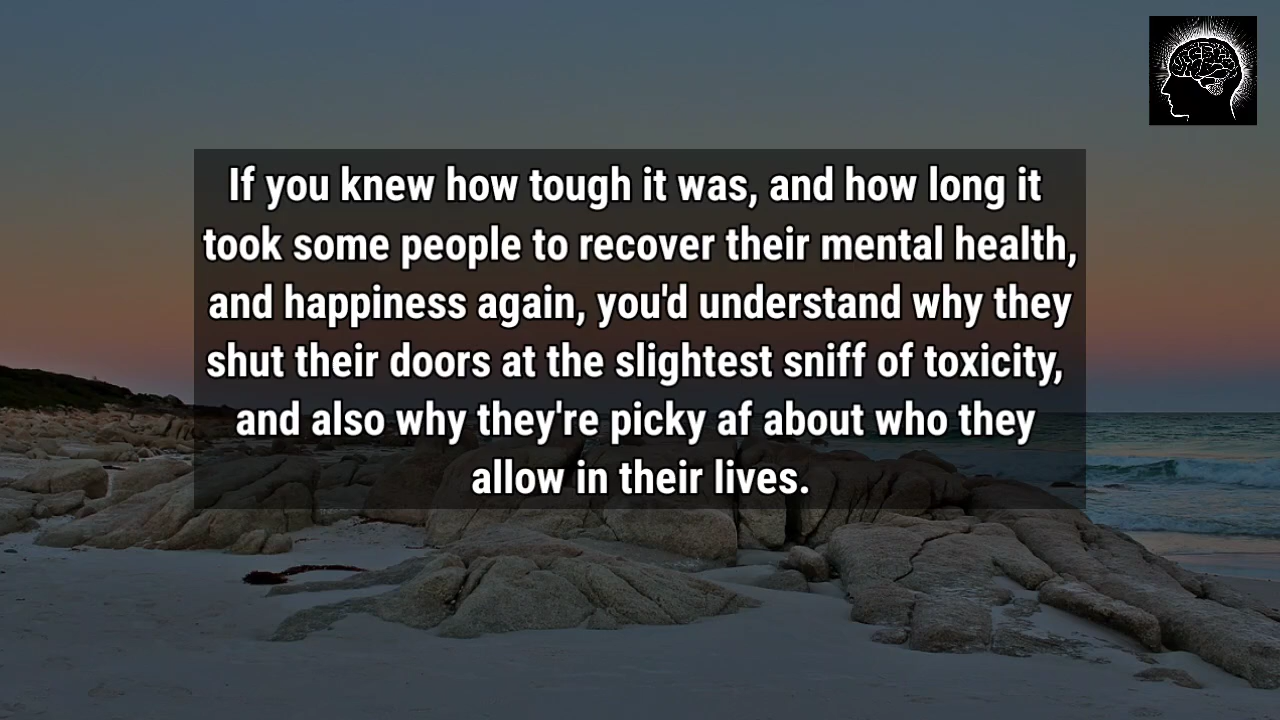 If you knew how tough it was, and how long it
took some people to recover their mental health,
and happiness again, you'd understand why they
shut their doors at the slightest sniff of toxicity,
and also why they're picky af about who they
allow in their lives.